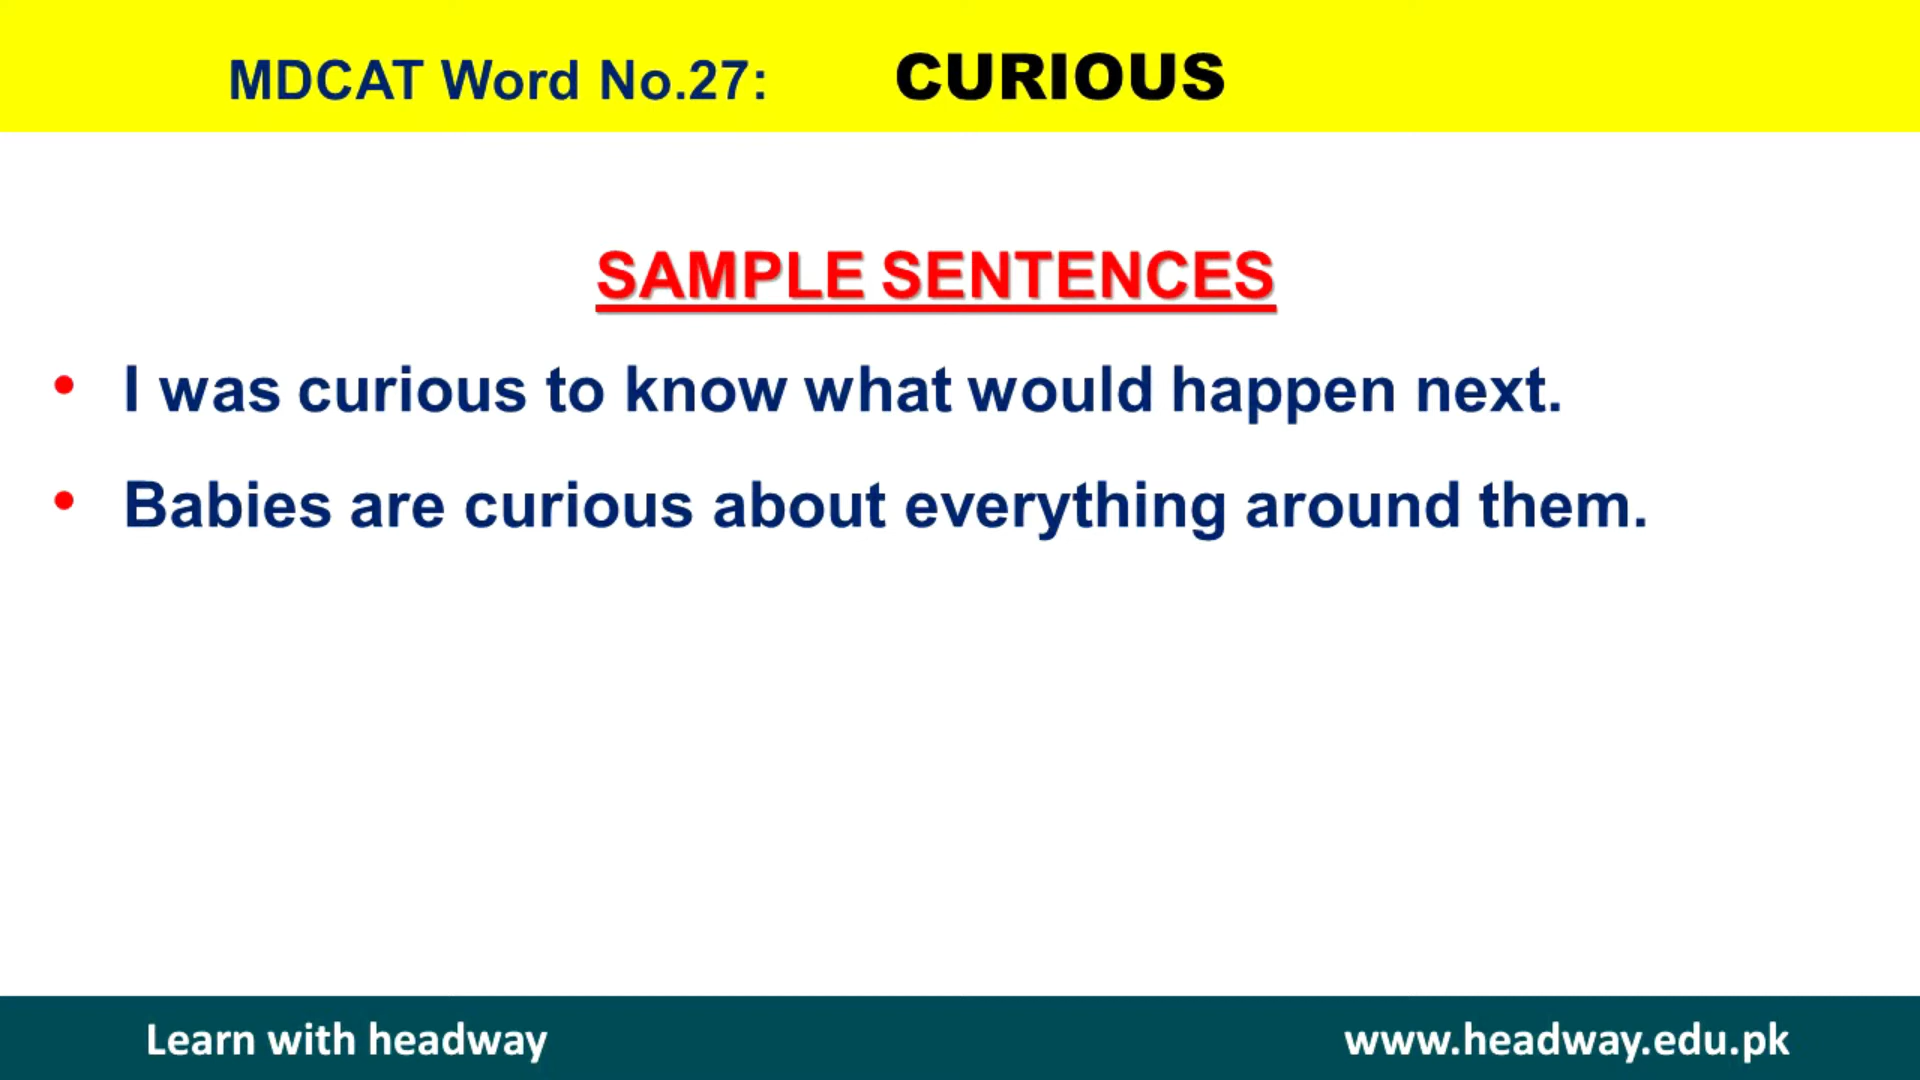 MDCAT Word No.27: CURIOUS
SAMPLE SENTENCES
• I was curious to know what would happen next.
• Babies are curious about everything around them.
Learn with headway www.headway.edu.pk